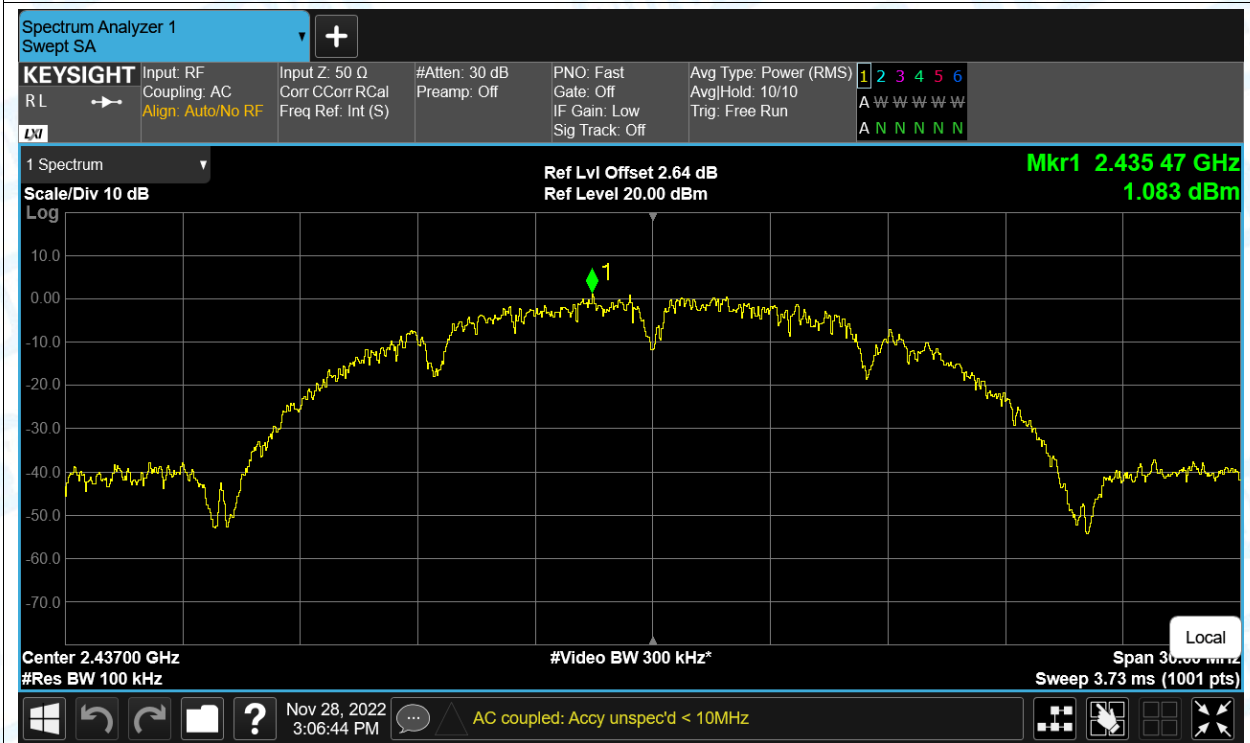 Spectrum Analyzer 1
Swept SA
KEYSIGHT
R L
LXI
Input: RF
Coupling: AC
Align: Auto/No RF
Input Z: 50 Ω
Corr CCorr RCal
Freq Ref: Int (S)
#Atten: 30 dB
Preamp: Off
PNO: Fast
Gate: Off
IF Gain: Low
Sig Track: Off
Avg Type: Power (RMS)
Avg|Hold: 10/10
Trig: Free Run
1 2 3 4 5 6
A W W W W W
A N N N N N
1 Spectrum
Scale/Div 10 dB
Log
Ref Lvl Offset 2.64 dB
Ref Level 20.00 dBm
Mkr1 2.435 47 GHz
1.083 dBm
1
10.0
0.00
-10.0
-20.0
-30.0
-40.0
-50.0
-60.0
-70.0
Local
Center 2.43700 GHz
#Video BW 300 kHz*
Span 30.00 MHz
#Res BW 100 kHz
Sweep 3.73 ms (1001 pts)
?
Nov 28, 2022
3:06:44 PM
AC coupled: Accy unspec'd < 10MHz